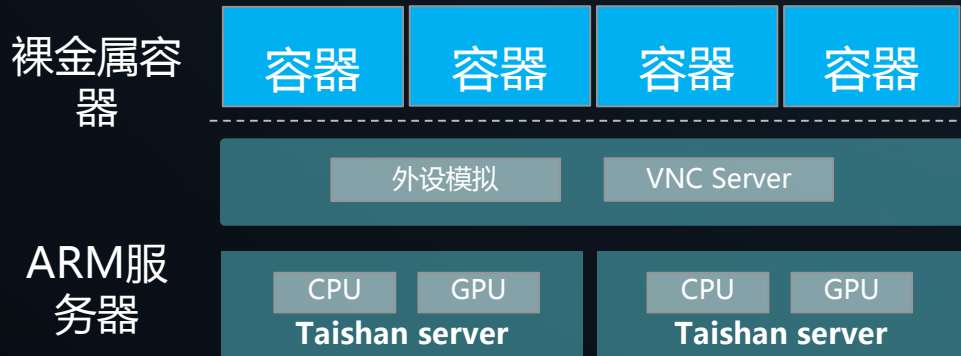 裸金属容
器
容器
容器
容器
容器
外设模拟
VNC Server
ARM服
务器
CPU
GPU
Taishan server
CPU
GPU
Taishan server